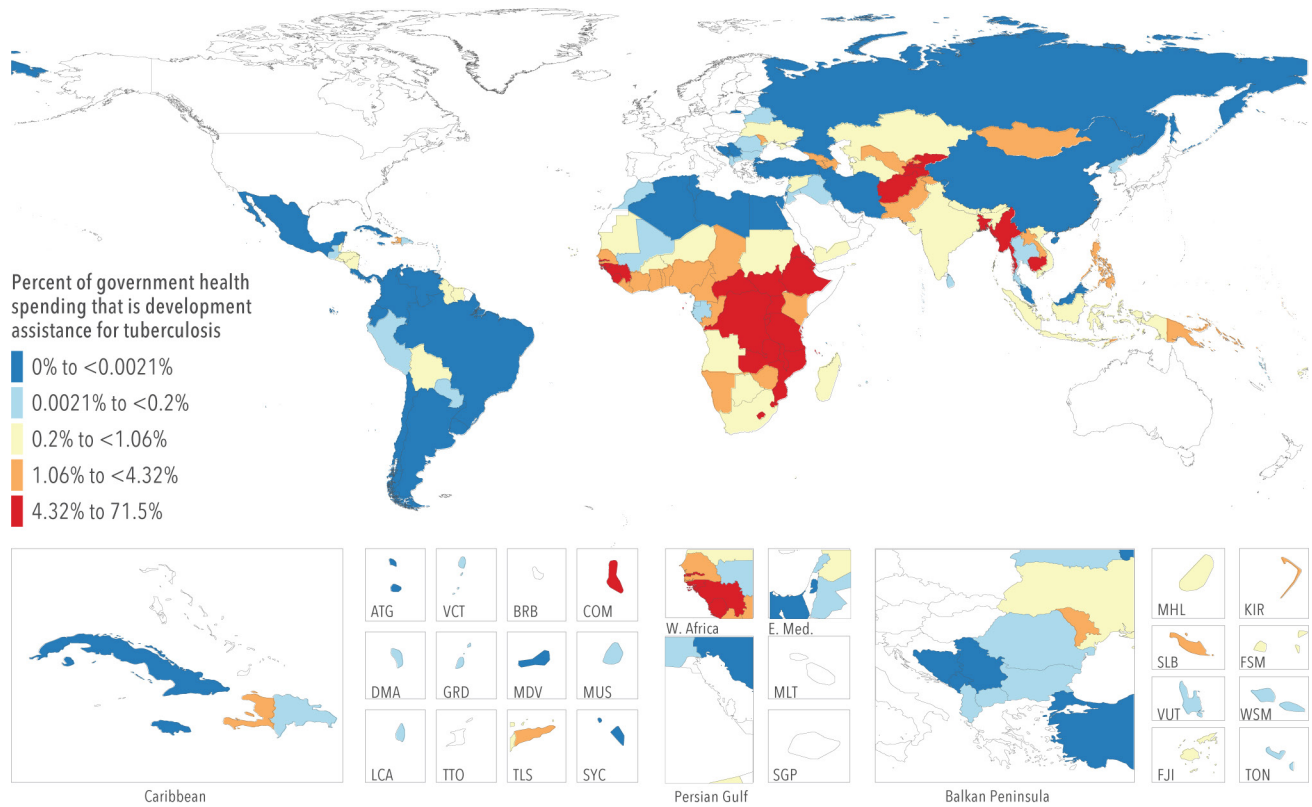 Percent of government health
spending that is development
assistance for tuberculosis
0% to <0.0021%
0.0021% to <0.2%
0.2% to <1.06%
1.06% to <4.32%
4.32% to 71.5%
Caribbean
ATG
VCT
BRB
COM
DMA
GRD
MDV
MUS
LCA
TTO
TLS
SYC
W. Africa
E. Med.
Persian Gulf
MLT
SGP
Balkan Peninsula
MHL
KIR
SLB
FSM
VUT
WSM
FJI
TON